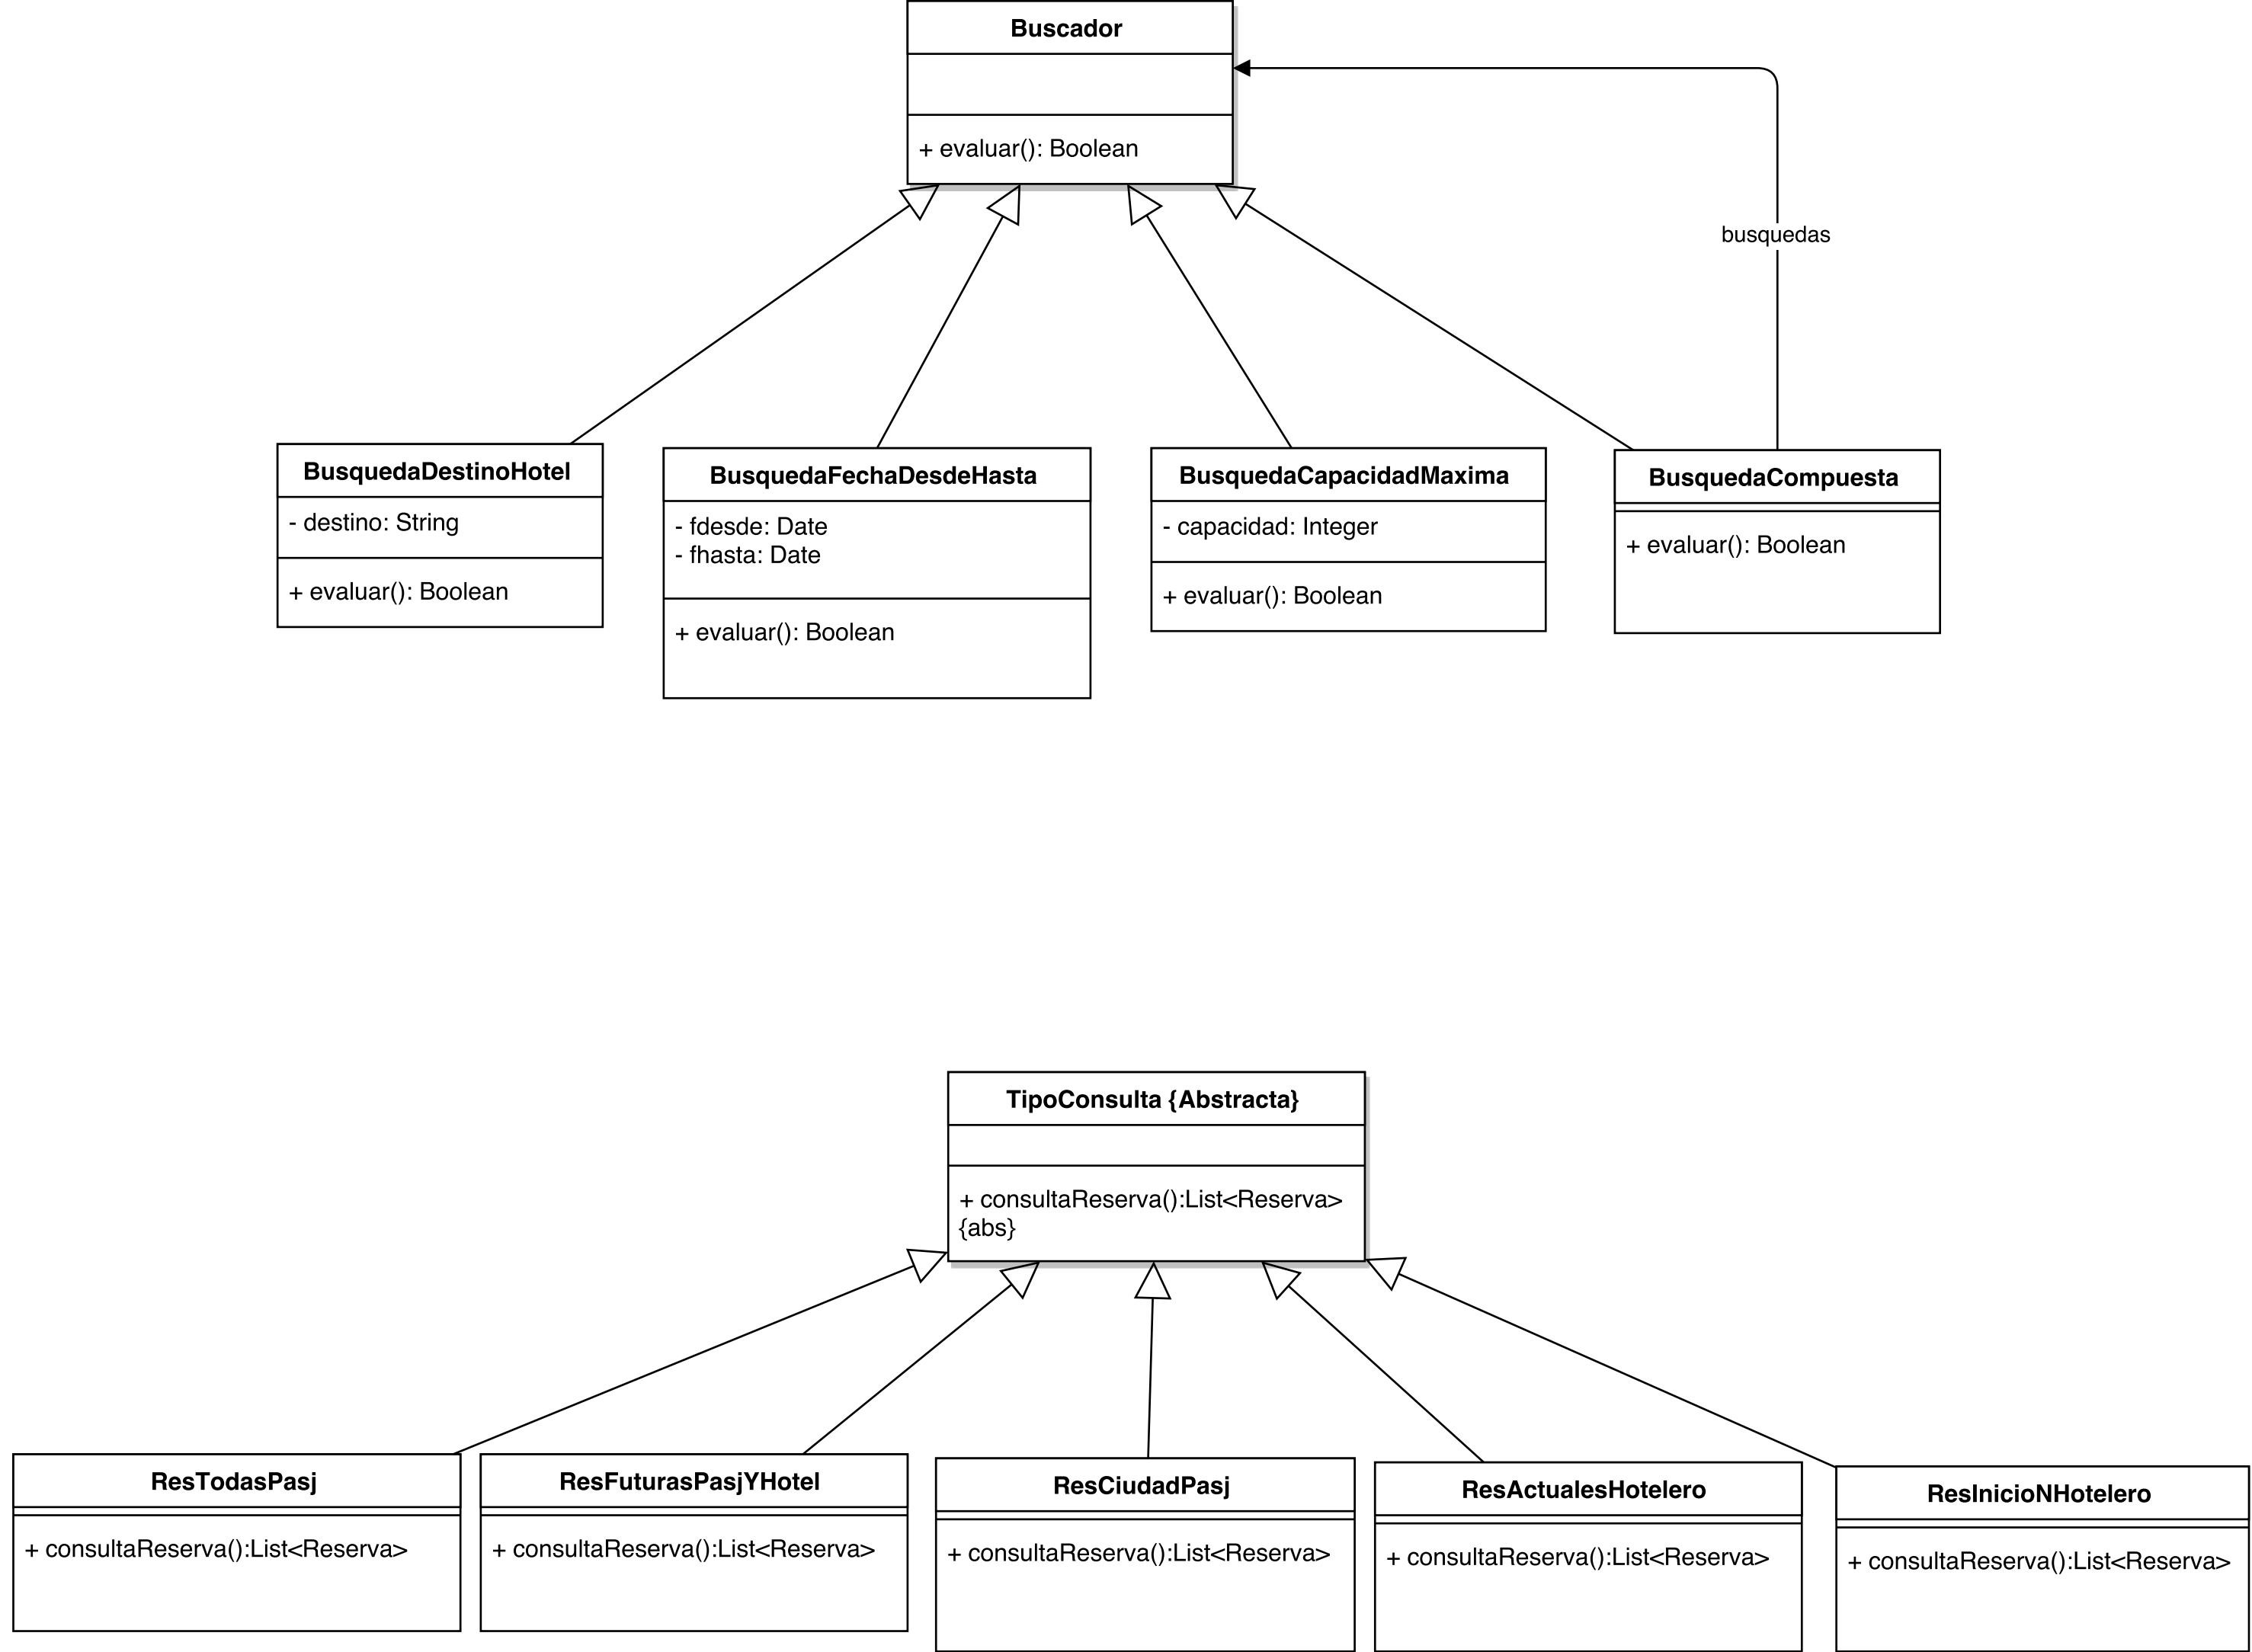 Buscador
+ evaluar(): Boolean
busquedas
BusquedaDestinoHotel
- destino: String
+ evaluar(): Boolean
BusquedaFechaDesdeHasta
- fdesde: Date
- fhasta: Date
+ evaluar(): Boolean
BusquedaCapacidadMaxima
- capacidad: Integer
+ evaluar(): Boolean
BusquedaCompuesta
+ evaluar(): Boolean
TipoConsulta {Abstracta}
+ consultaReserva():List<Reserva>
{abs}
ResTodasPasj
+ consultaReserva():List<Reserva>
ResFuturasPasjYHotel
+ consultaReserva():List<Reserva>
ResCiudadPasj
+ consultaReserva():List<Reserva>
ResActualesHotelero
+ consultaReserva():List<Reserva>
ResInicioNHotelero
+ consultaReserva():List<Reserva>